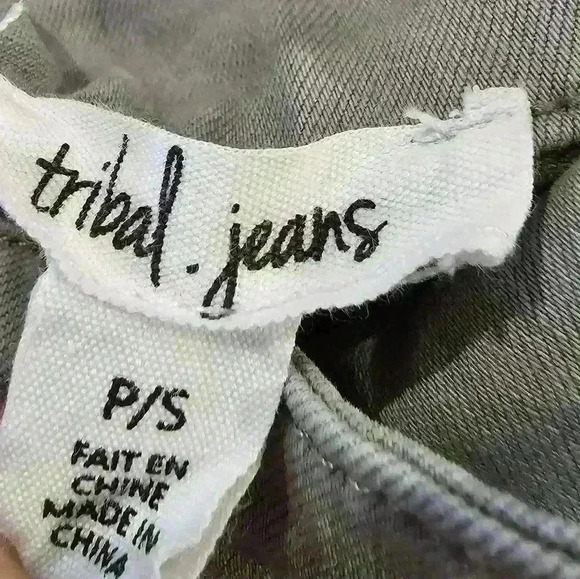 tribal.jeans
P/S
FAIT EN
CHINE
MADE IN
CHINA